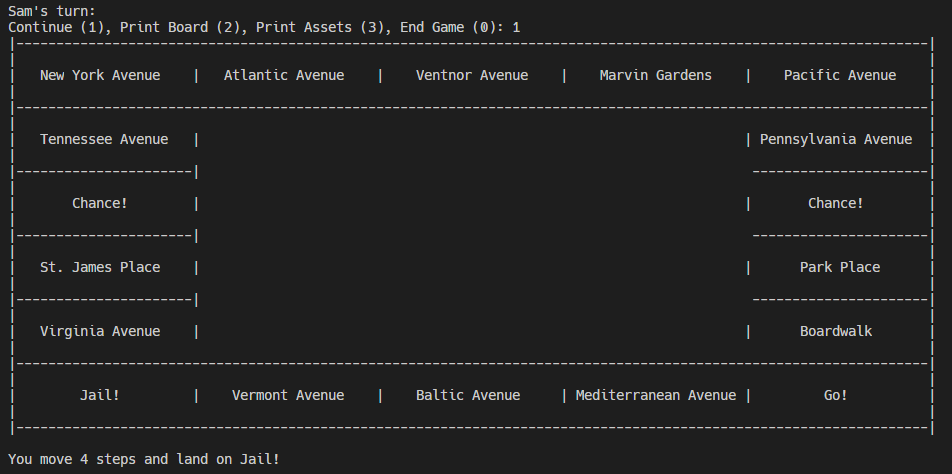 Sam's turn:
Continue (1), Print Board (2), Print Assets (3), End Game (0): 1
|------------------------------------------------------------------------------------------------------------------|
| New York Avenue | Atlantic Avenue | Ventnor Avenue | Marvin Gardens | Pacific Avenue |
|------------------------------------------------------------------------------------------------------------------|
| Tennessee Avenue | | Pennsylvania Avenue |
|----------------------| ----------------------|
| Chance! | | Chance! |
|----------------------| ----------------------|
| St. James Place | | Park Place |
|----------------------| ----------------------|
| Virginia Avenue | | Boardwalk |
|------------------------------------------------------------------------------------------------------------------|
| Jail! | Vermont Avenue | Baltic Avenue | Mediterranean Avenue | Go! |
|------------------------------------------------------------------------------------------------------------------|
You move 4 steps and land on Jail!